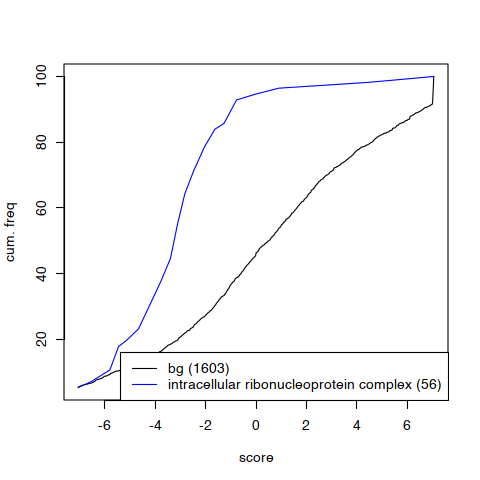 100
80
60
40
20
cum. freq
bg (1603)
intracellular ribonucleoprotein complex (56)
-6 -4 -2 0 2 4 6
score